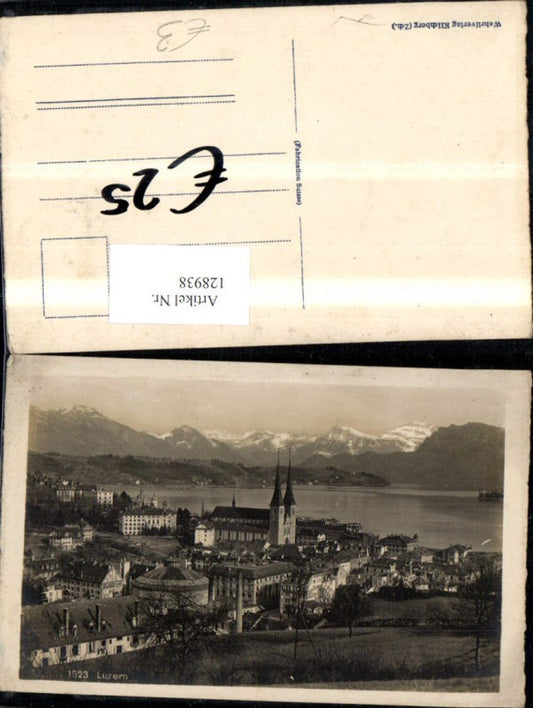 Wehrliverlag Kilchberg (Zch.)
€3
(Fabrication Suisse)
€25
Artikel Nr.
128938
1523 Luzern